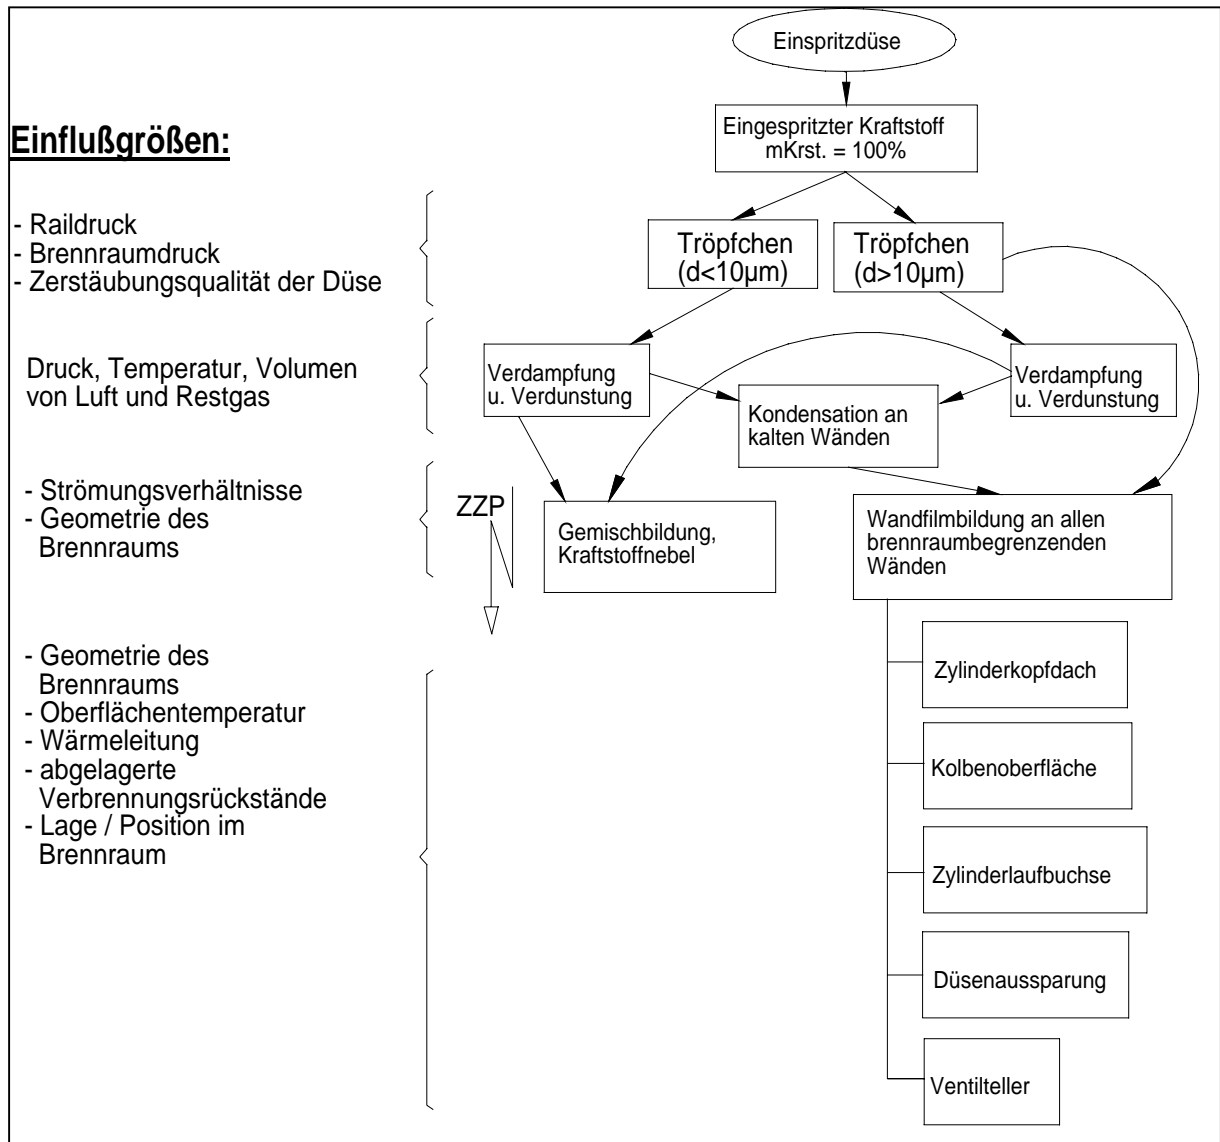 Einspritzdüse
Eingespritzter Kraftstoff
mKrst. = 100%
Einflußgrößen:
- Raildruck
- Brennraumdruck
- Zerstäubungsqualität der Düse
Tröpfchen
(d<10µm)
Tröpfchen
(d>10µm)
Druck, Temperatur, Volumen
von Luft und Restgas
Verdampfung
u. Verdunstung
Kondensation an
kalten Wänden
Verdampfung
u. Verdunstung
- Strömungsverhältnisse
- Geometrie des
Brennraums
ZZP
Gemischbildung,
Kraftstoffnebel
Wandfilmbildung an allen
brennraumbegrenzenden
Wänden
- Geometrie des
Brennraums
- Oberflächentemperatur
- Wärmeleitung
- abgelagerte
Verbrennungsrückstände
- Lage / Position im
Brennraum
Zylinderkopfdach
Kolbenoberfläche
Zylinderlaufbuchse
Düsenaussparung
Ventilteller